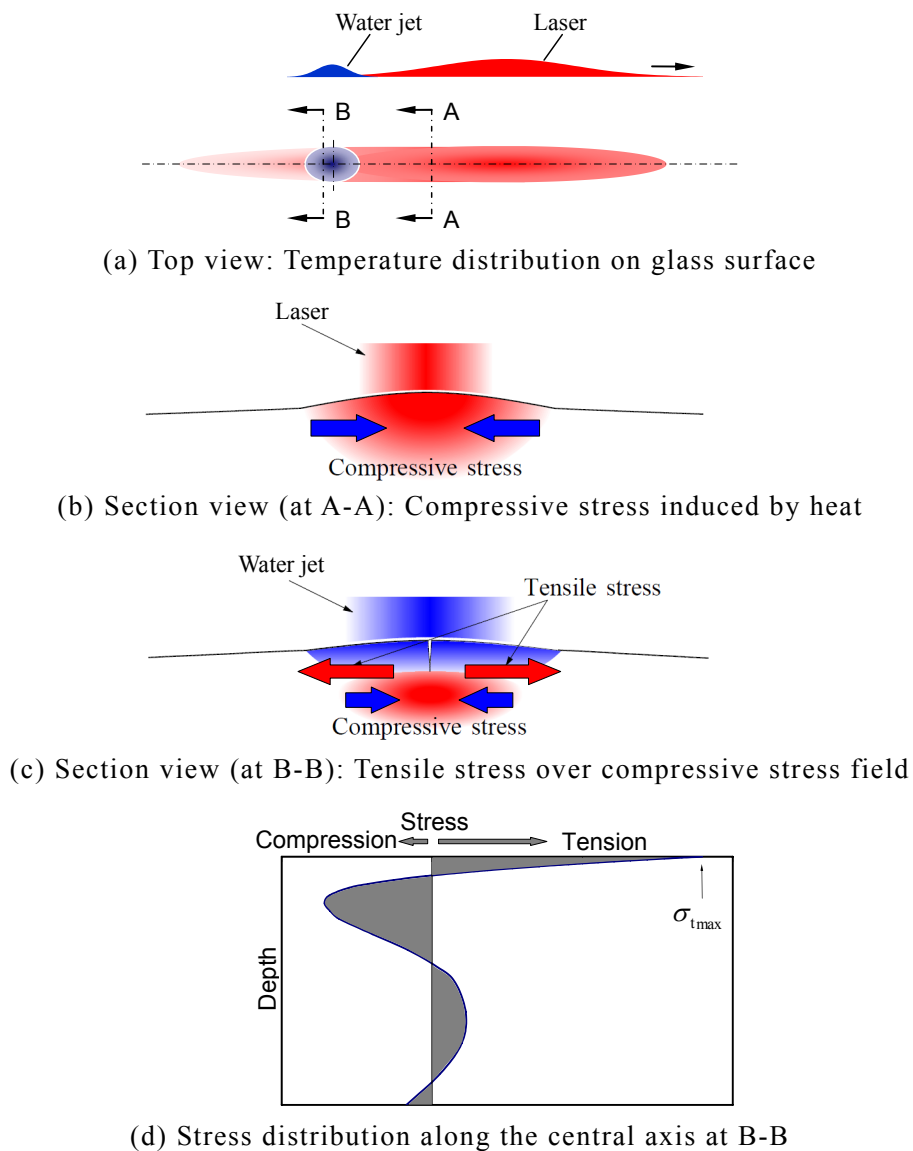 Water jet
Laser
B
A
B
A
(a) Top view: Temperature distribution on glass surface
Laser
Compressive stress
(b) Section view (at A-A): Compressive stress induced by heat
Water jet
Tensile stress
Compressive stress
(c) Section view (at B-B): Tensile stress over compressive stress field
Stress
Compression
Tension
σtmax
Depth
(d) Stress distribution along the central axis at B-B